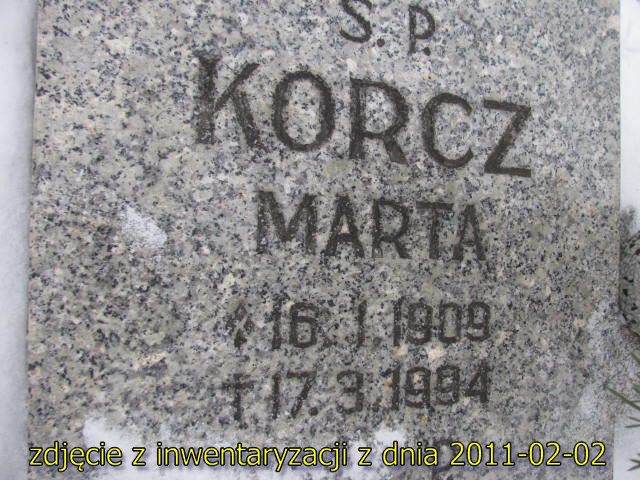 Ś.P.
KORCZ
MARTA
* 16.1.1909
† 17.3.1994
zdjęcie z inwentaryzacji z dnia 2011-02-02